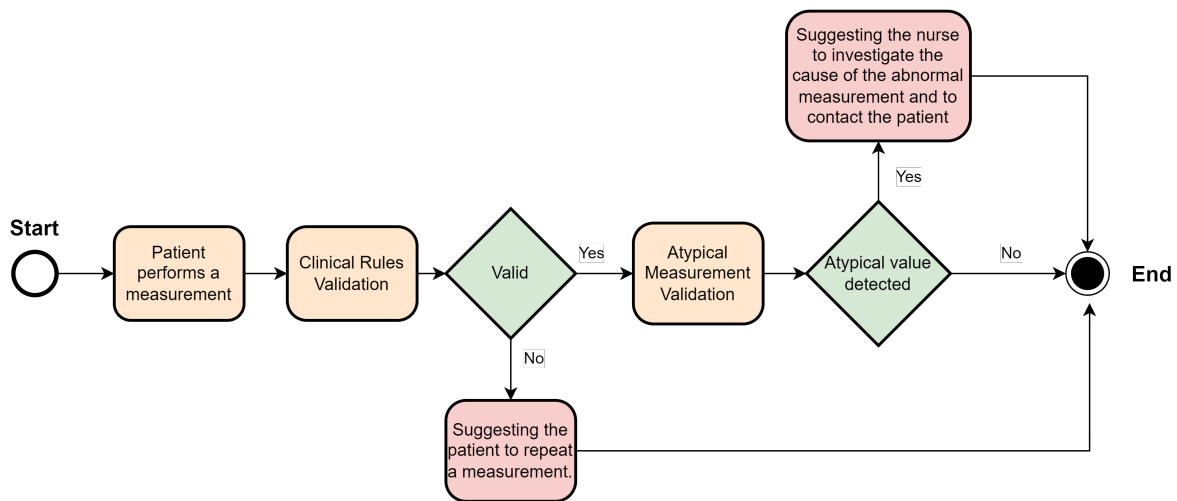 Start
Patient
performs a
measurement
Clinical Rules
Validation
Valid
Yes
No
Suggesting the
patient to repeat
a measurement.
Atypical
Measurement
Validation
Atypical value
detected
Yes
Suggesting the nurse
to investigate the
cause of the abnormal
measurement and to
contact the patient
No
End